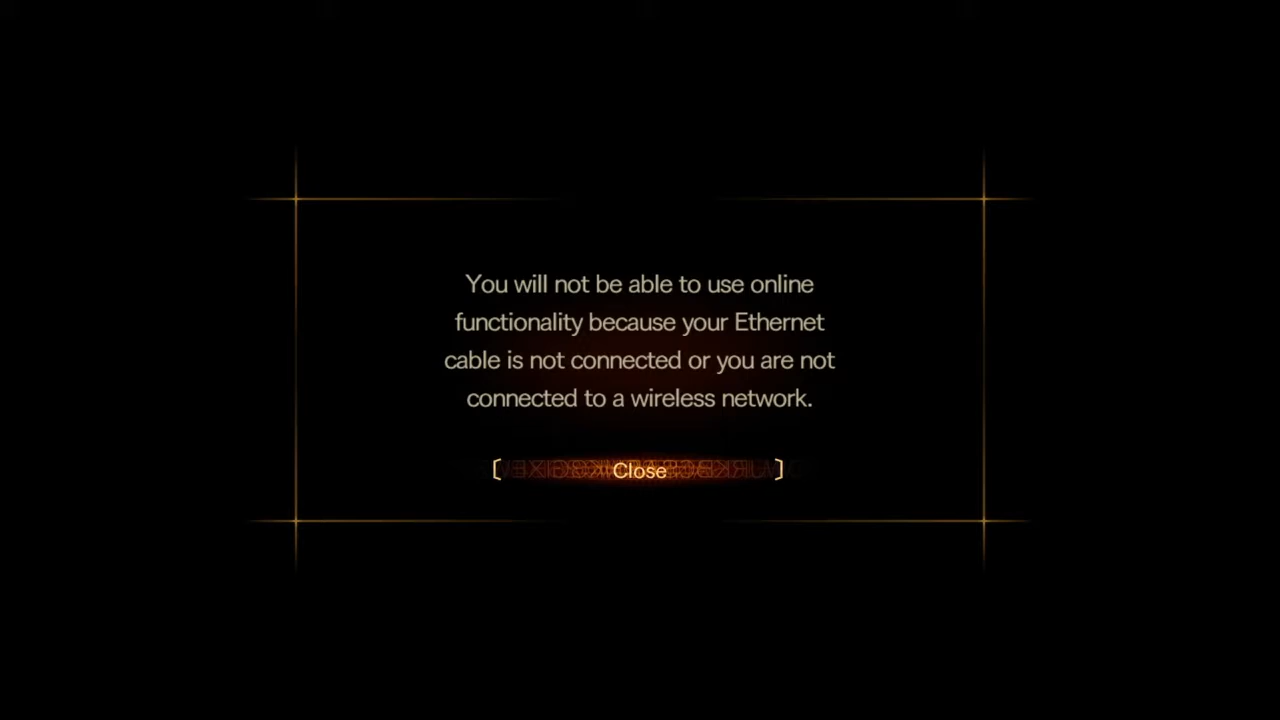 You will not be able to use online
functionality because your Ethernet
cable is not connected or you are not
connected to a wireless network.
Close